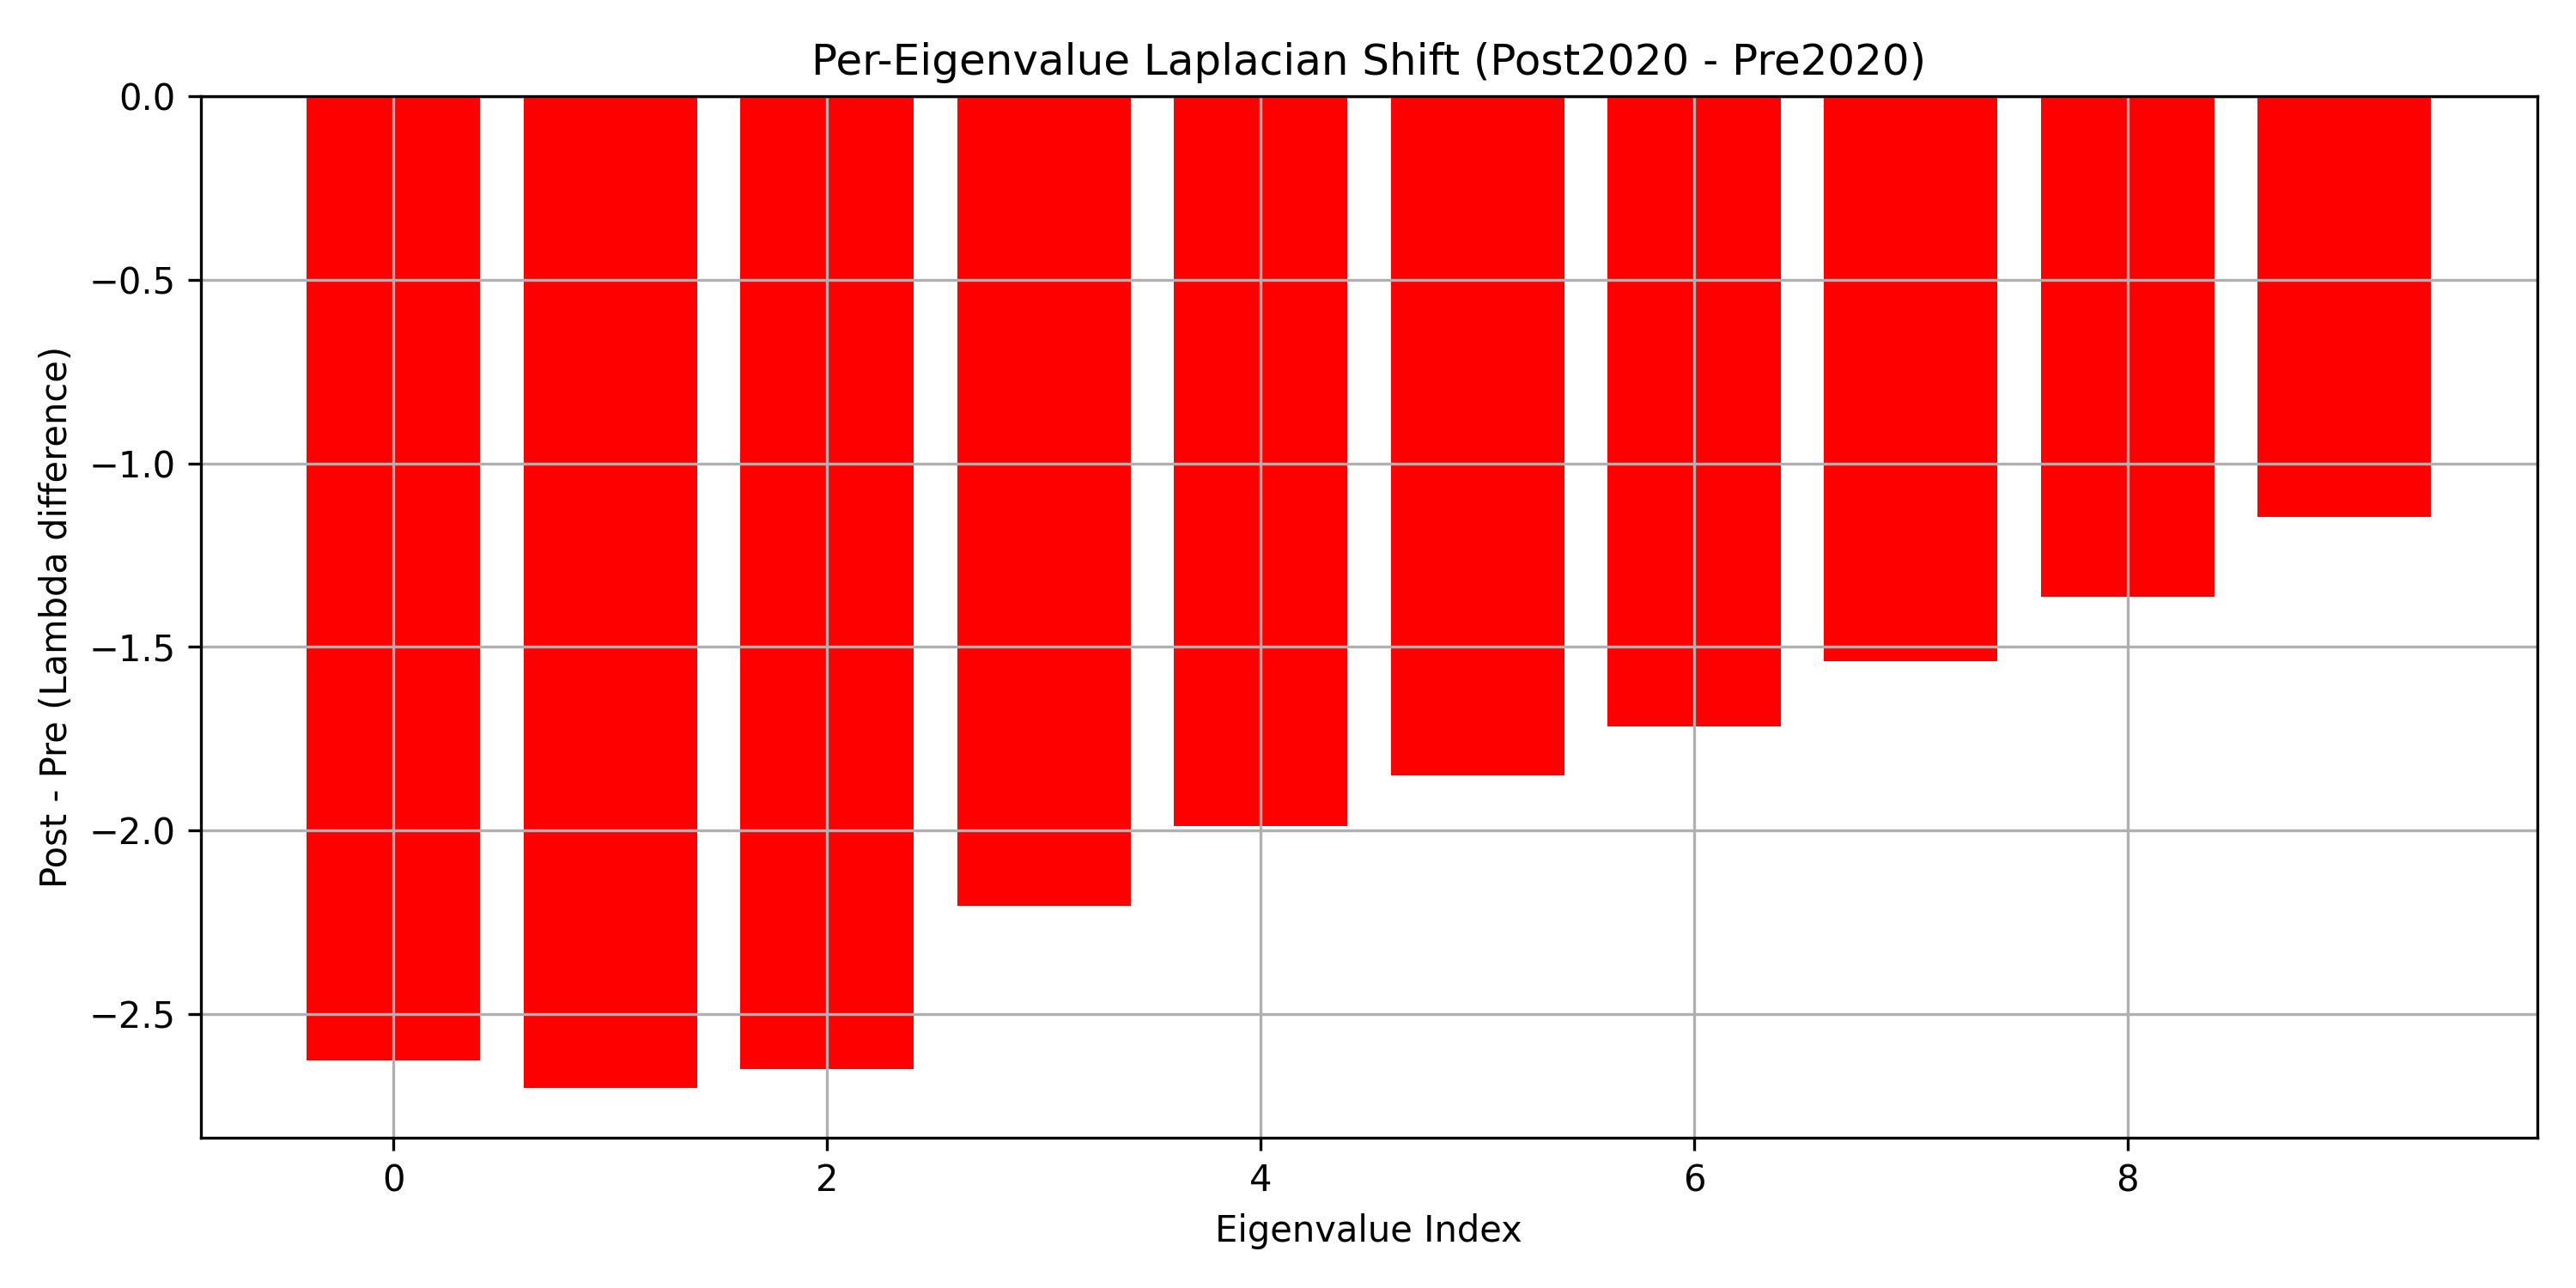 Per-Eigenvalue Laplacian Shift (Post2020 - Pre2020)
0.0
−0.5
−1.0
−1.5
−2.0
−2.5
Post - Pre (Lambda difference)
0 2 4 6 8
Eigenvalue Index